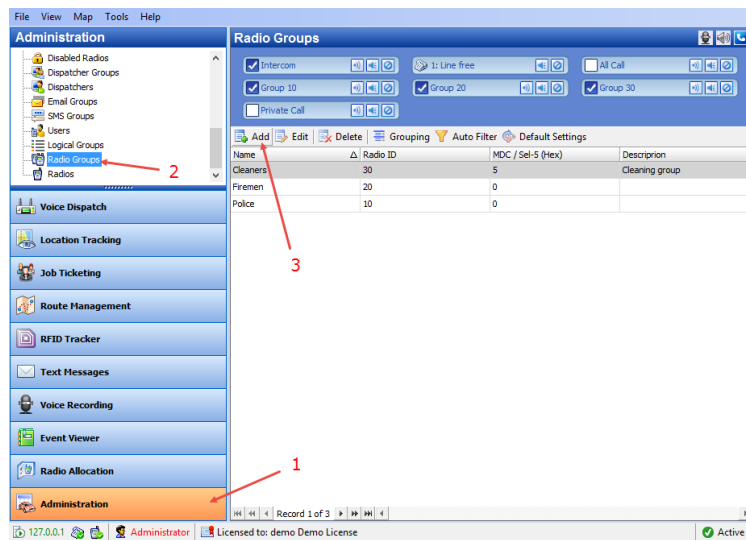 File View Map Tools Help
Administration
Radio Groups
Disabled Radios
Dispatcher Groups
Dispatchers
Email Groups
SMS Groups
Users
Logical Groups
Radio Groups
Radios
2
Intercom
1: Line free
All Call
Group 10
Group 20
Group 30
Private Call
Add Edit Delete Grouping Auto Filter Default Settings
Name Radio ID MDC / Sel-5 (Hex) Descriprion
Cleaners 30 5 Cleaning group
Firemen 20 0
Police 10 0
3
Voice Dispatch
Location Tracking
Job Ticketing
Route Management
RFID Tracker
Text Messages
Voice Recording
Event Viewer
Radio Allocation
1
Administration
Record 1 of 3
127.0.0.1 Administrator Licensed to: demo Demo License Active